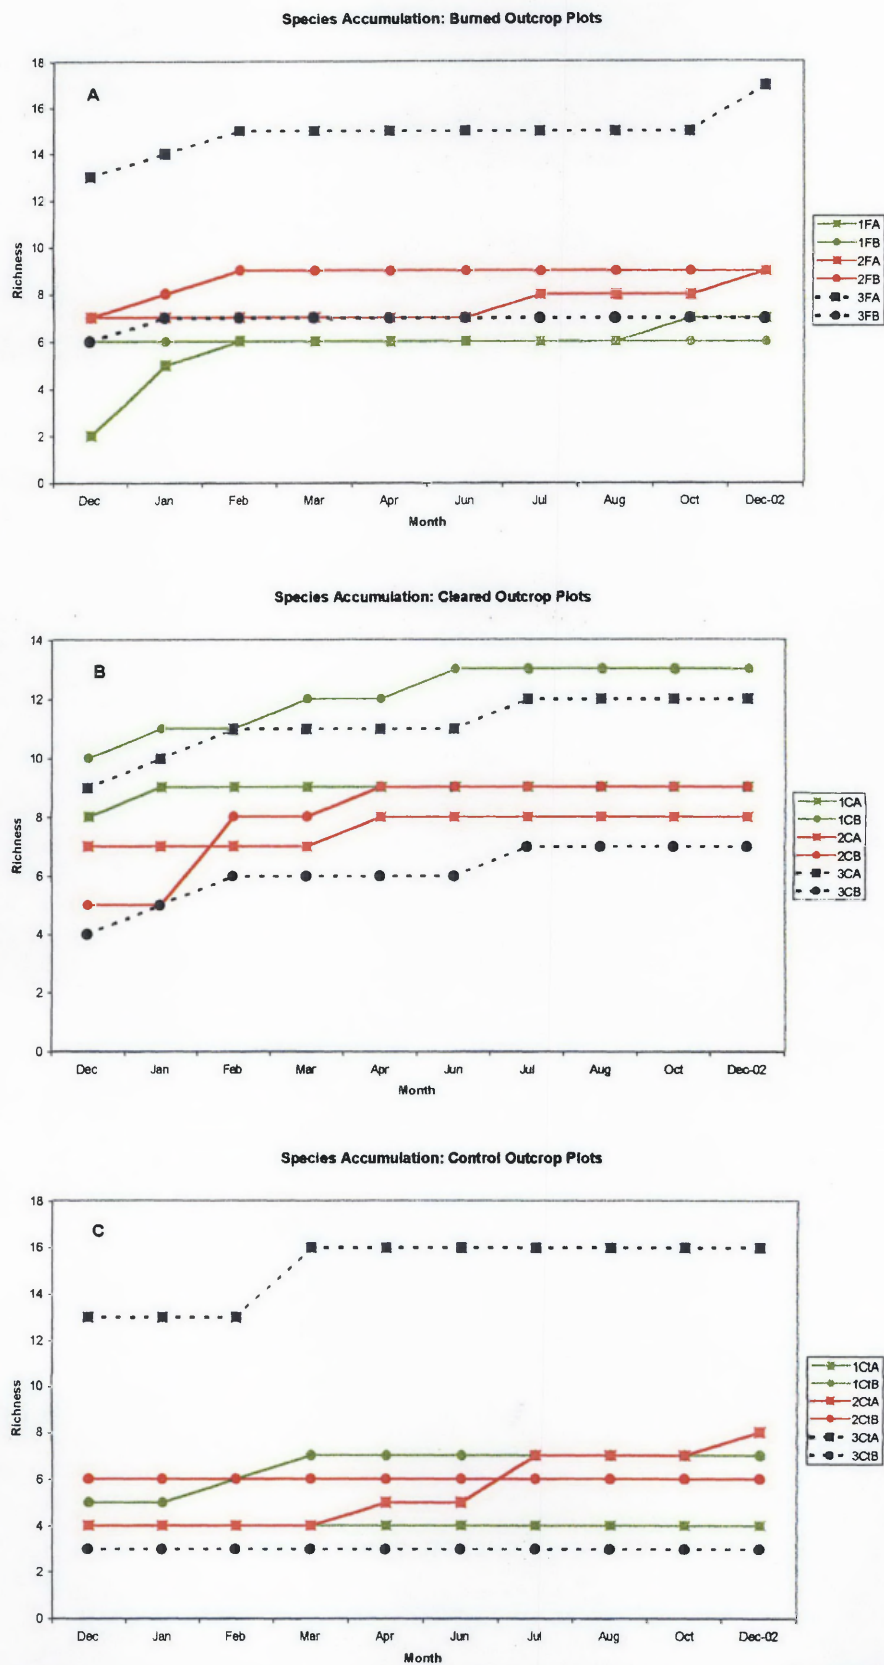 Species Accumulation: Burned Outcrop Plots
A
18
16
14
12
10
8
6
4
2
0
Richness
Dec Jan Feb Mar Apr Jun Jul Aug Oct Dec-02
Month
1FA
1FB
2FA
2FB
3FA
3FB
Species Accumulation: Cleared Outcrop Plots
B
14
12
10
8
6
4
2
0
Richness
Dec Jan Feb Mar Apr Jun Jul Aug Oct Dec-02
Month
1CA
1CB
2CA
2CB
3CA
3CB
Species Accumulation: Control Outcrop Plots
C
18
16
14
12
10
8
6
4
2
0
Richness
Dec Jan Feb Mar Apr Jun Jul Aug Oct Dec-02
Month
1CtA
1CtB
2CtA
2CtB
3CtA
3CtB